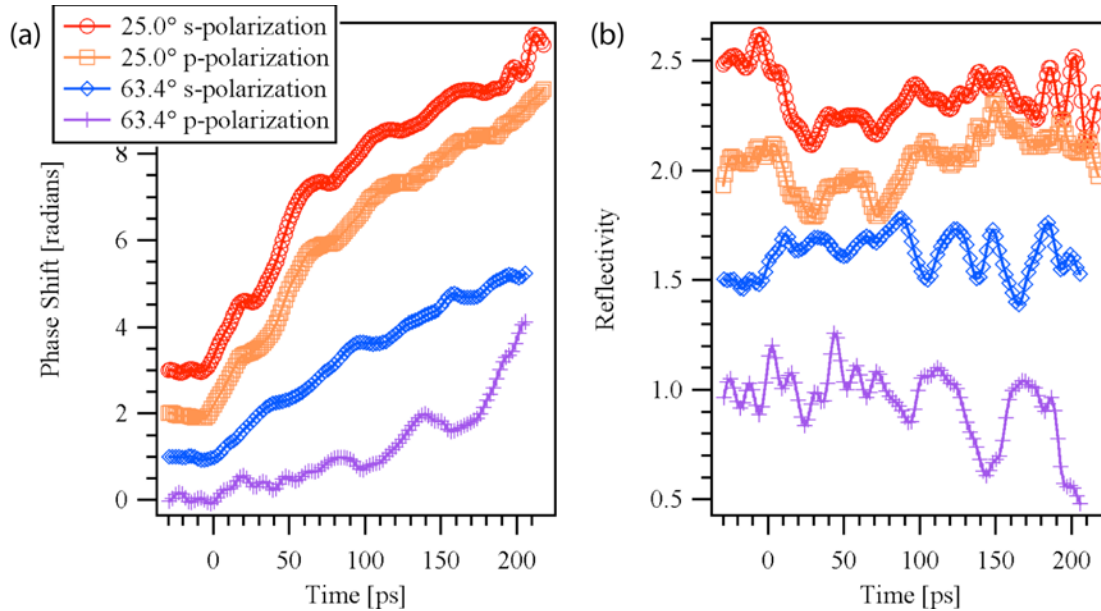 (a)
25.0° s-polarization
25.0° p-polarization
63.4° s-polarization
63.4° p-polarization
Phase Shift [radians]
8
6
4
2
0
0 50 100 150 200
Time [ps]
(b)
Reflectivity
2.5
2.0
1.5
1.0
0.5
0 50 100 150 200
Time [ps]